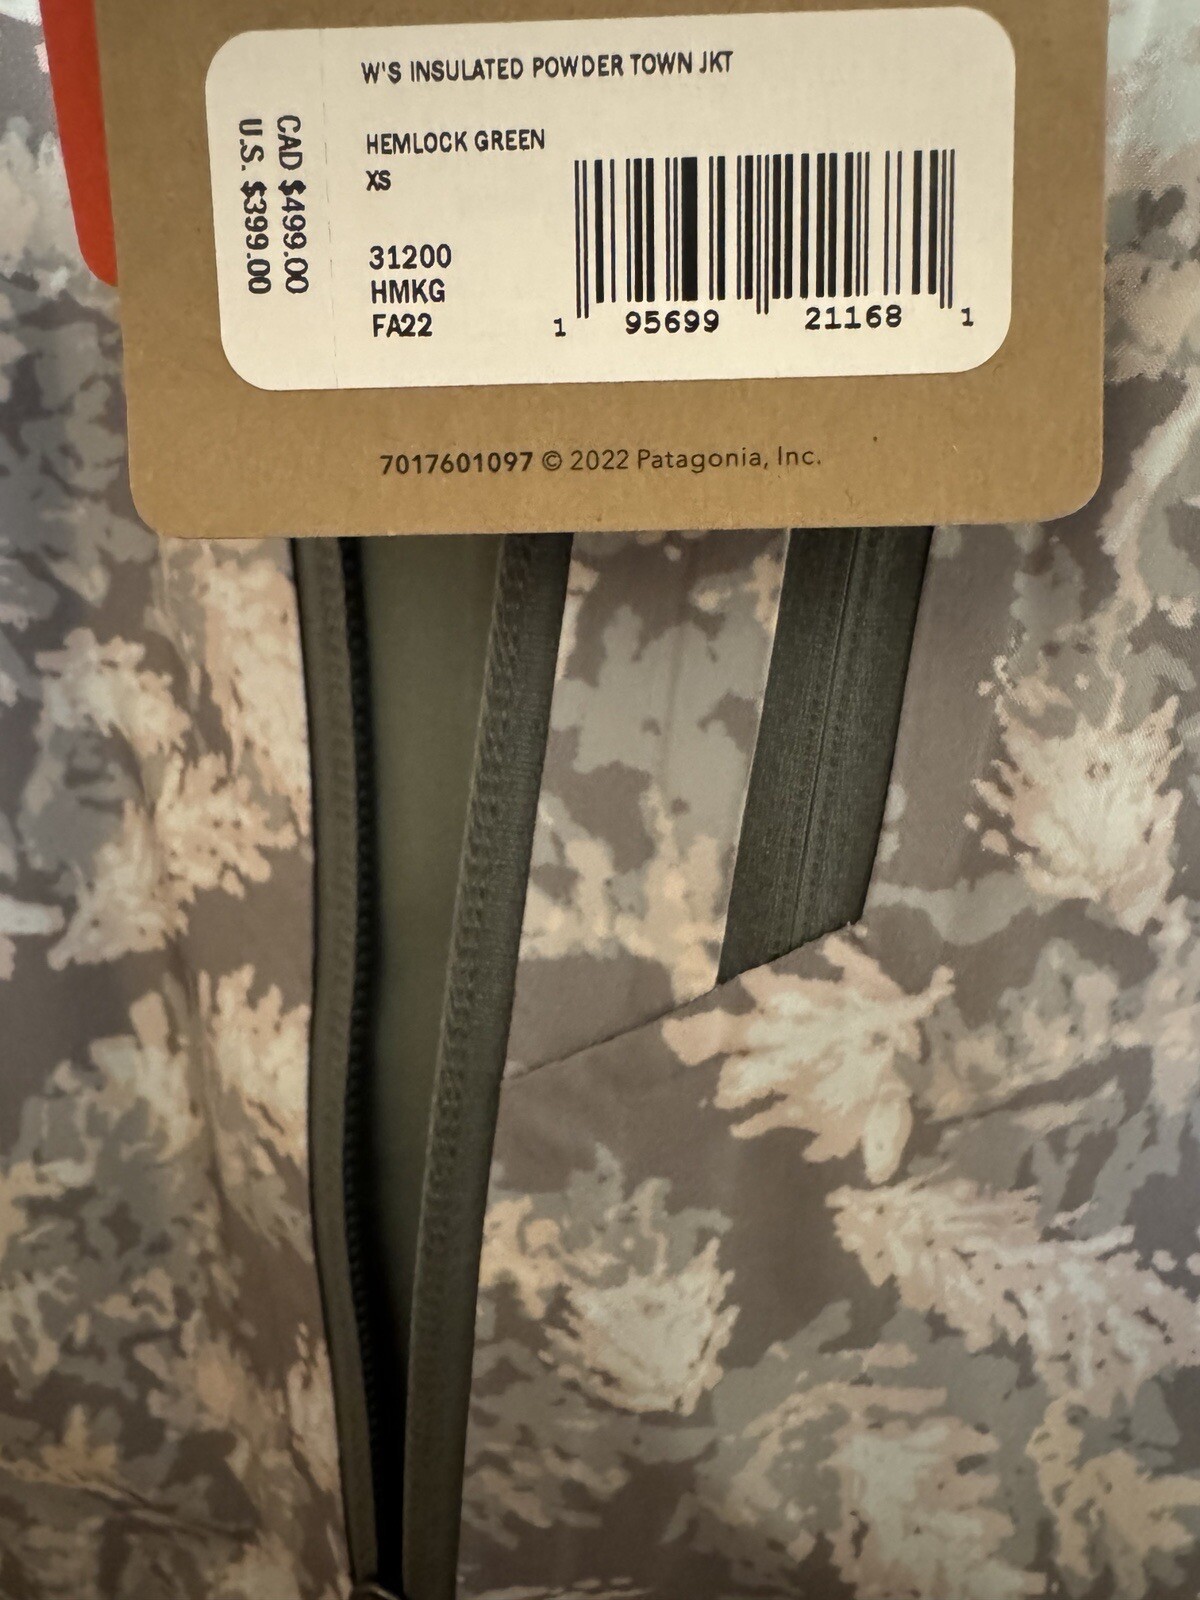 W'S INSULATED POWDER TOWN JKT
HEMLOCK GREEN
XS
31200
HMKG
FA22
CAD $499.00
U.S. $399.00
1 95699 21168 1
7017601097 © 2022 Patagonia, Inc.